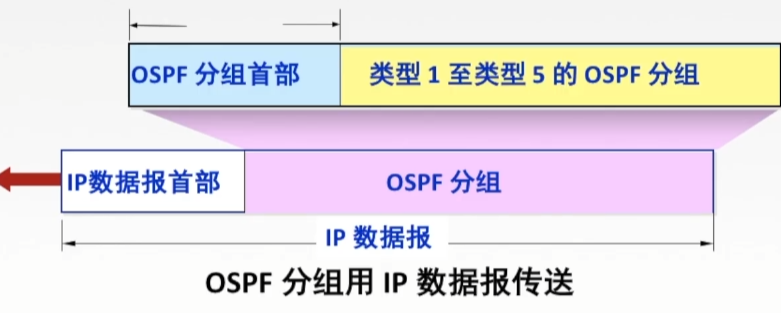 OSPF 分组首部
类型 1 至类型 5 的 OSPF 分组
IP数据报首部
OSPF 分组
IP 数据报
OSPF 分组用 IP 数据报传送